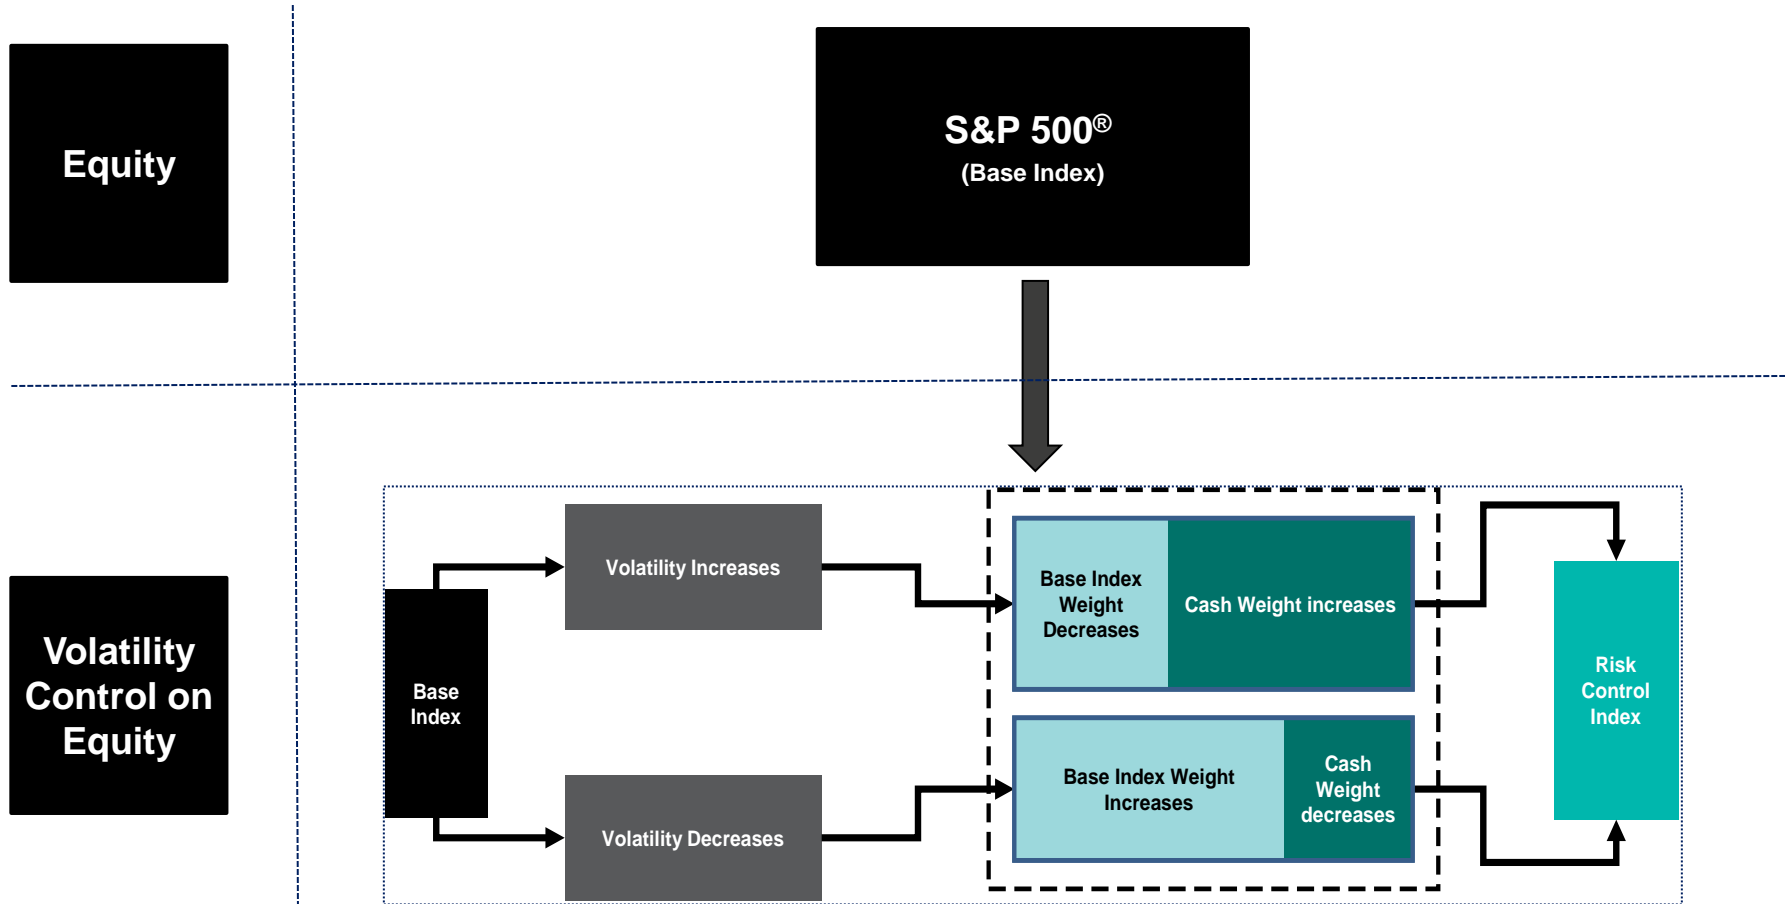 Equity
S&P 500®
(Base Index)
Volatility
Control on
Equity
Base
Index
Volatility Increases
Volatility Decreases
Base Index
Weight
Decreases
Cash Weight increases
Base Index Weight
Increases
Cash
Weight
decreases
Risk
Control
Index